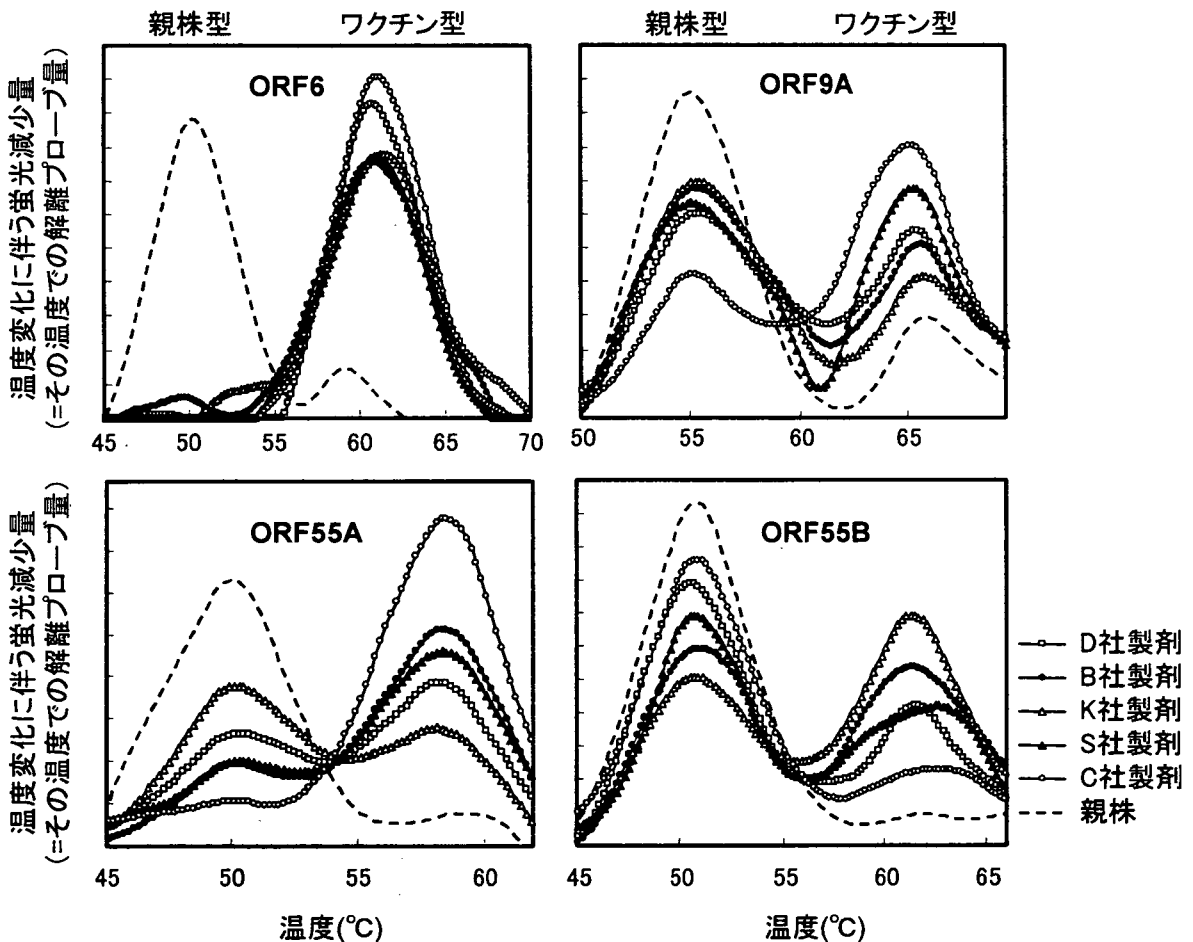 親株型 ワクチン型 親株型 ワクチン型
ORF6
ORF9A
温度変化に伴う蛍光減少量
(=その温度での解離プローブ量)
45 50 55 60 65 70
50 55 60 65
ORF55A
ORF55B
温度変化に伴う蛍光減少量
(=その温度での解離プローブ量)
D社製剤
B社製剤
K社製剤
S社製剤
C社製剤
親株
45 50 55 60
45 50 55 60 65
温度(℃)
温度(℃)